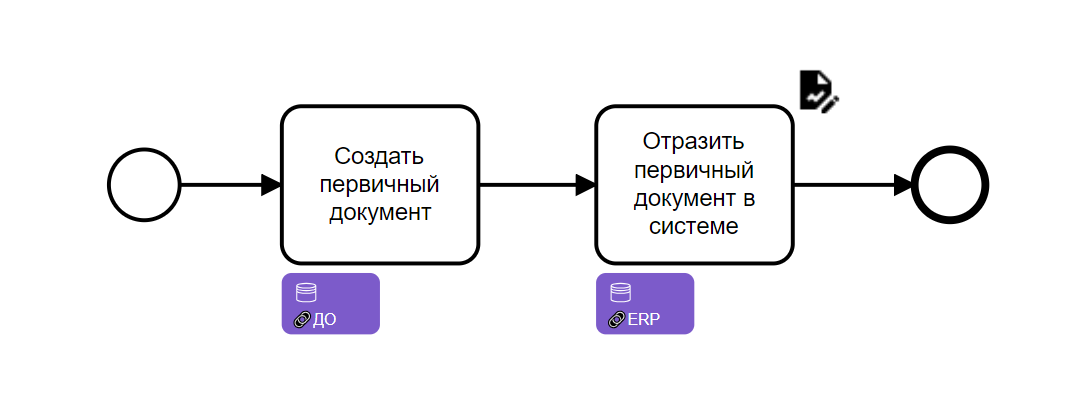 Создать
первичный
документ
Отразить
первичный
документ в
системе
ДО
ERP